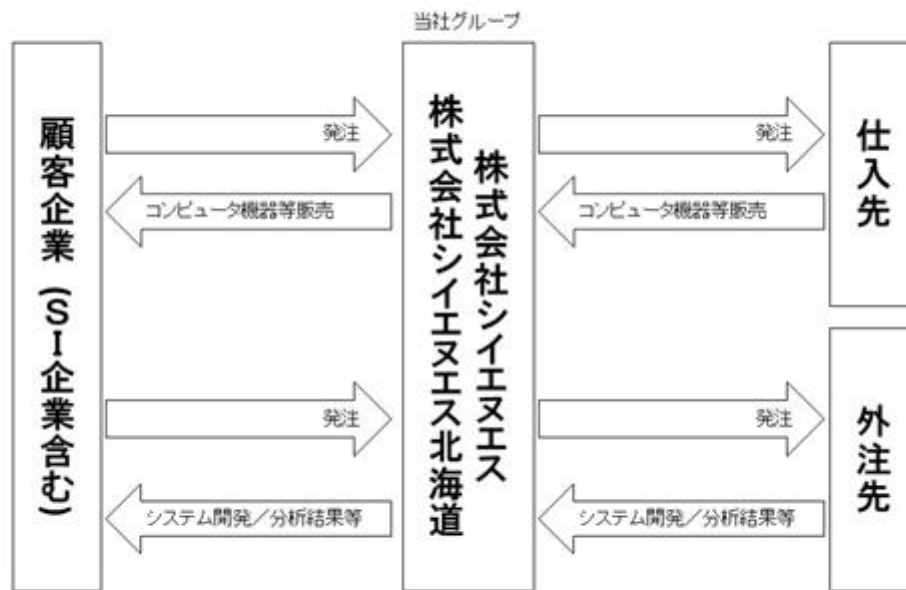 当社グループ
顧客企業(SI企業含む)
発注
コンピュータ機器等販売
発注
システム開発/分析結果等
株式会社シイエヌエス
株式会社シイエヌエス北海道
発注
コンピュータ機器等販売
発注
システム開発/分析結果等
仕入先
外注先